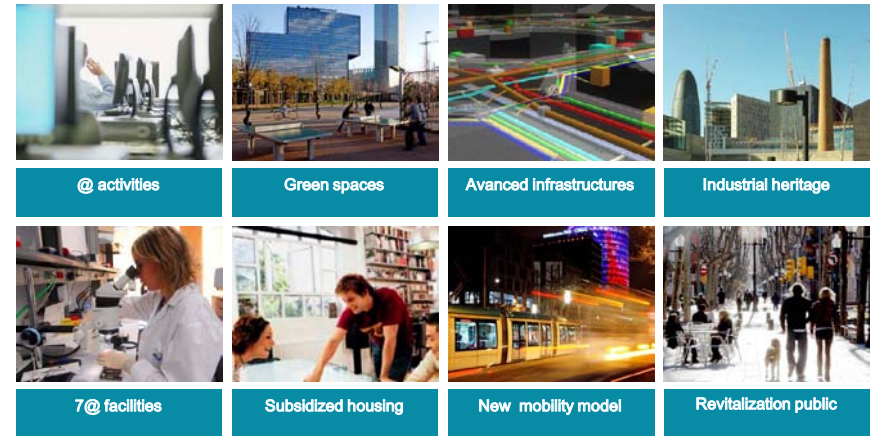 @ activities
Green spaces
Avanced infrastructures
Industrial heritage
7@ facilities
Subsidized housing
New mobility model
Revitalization public